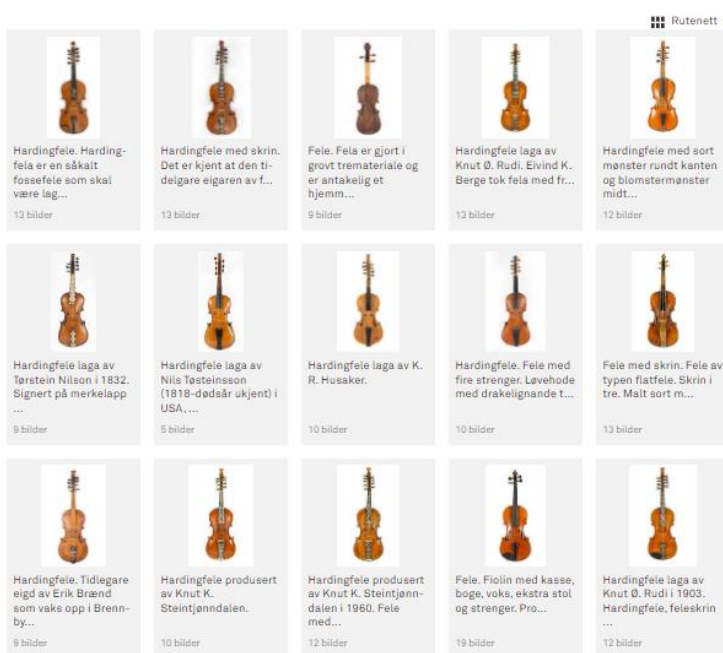 Rutenett
Hardingfele. Harding-
fela er en såkalt
fossefele som skal
være lag...
13 bilder
Hardingfele med skrin.
Det er kjent at den ti-
delgare eigaren av f...
13 bilder
Fele. Fela er gjort i
grovt tremateriale og
er antakelig et
hjemm...
9 bilder
Hardingfele laga av
Knut Ø. Rudi. Eivind K.
Berge tok fela med fr...
13 bilder
Hardingfele med sort
mønster rundt kanten
og blomstermønster
midt...
12 bilder
Hardingfele laga av
Tørstein Nilson i 1832.
Signert på merkelapp
...
9 bilder
Hardingfele laga av
Nils Tøsteinsson
(1818-dødsår ukjent) i
USA, ...
5 bilder
Hardingfele laga av K.
R. Husaker.
10 bilder
Hardingfele. Fele med
fire strenger. Løvehode
med drakelignande t...
10 bilder
Fele med skrin. Fele av
typen flatfele. Skrin i
tre. Malt sort m...
13 bilder
Hardingfele. Tidlegare
eigd av Erik Brænd
som vaks opp i Brenn-
by...
9 bilder
Hardingfele produsert
av Knut K.
Steintjønndalen.
10 bilder
Hardingfele produsert
av Knut K. Steintjønn-
dalen i 1960. Fele
med...
12 bilder
Fele. Fiolin med kasse,
boge, voks, ekstra stol
og strenger. Pro...
19 bilder
Hardingfele laga av
Knut Ø. Rudi i 1903.
Hardingfele, feleskrin
...
12 bilder